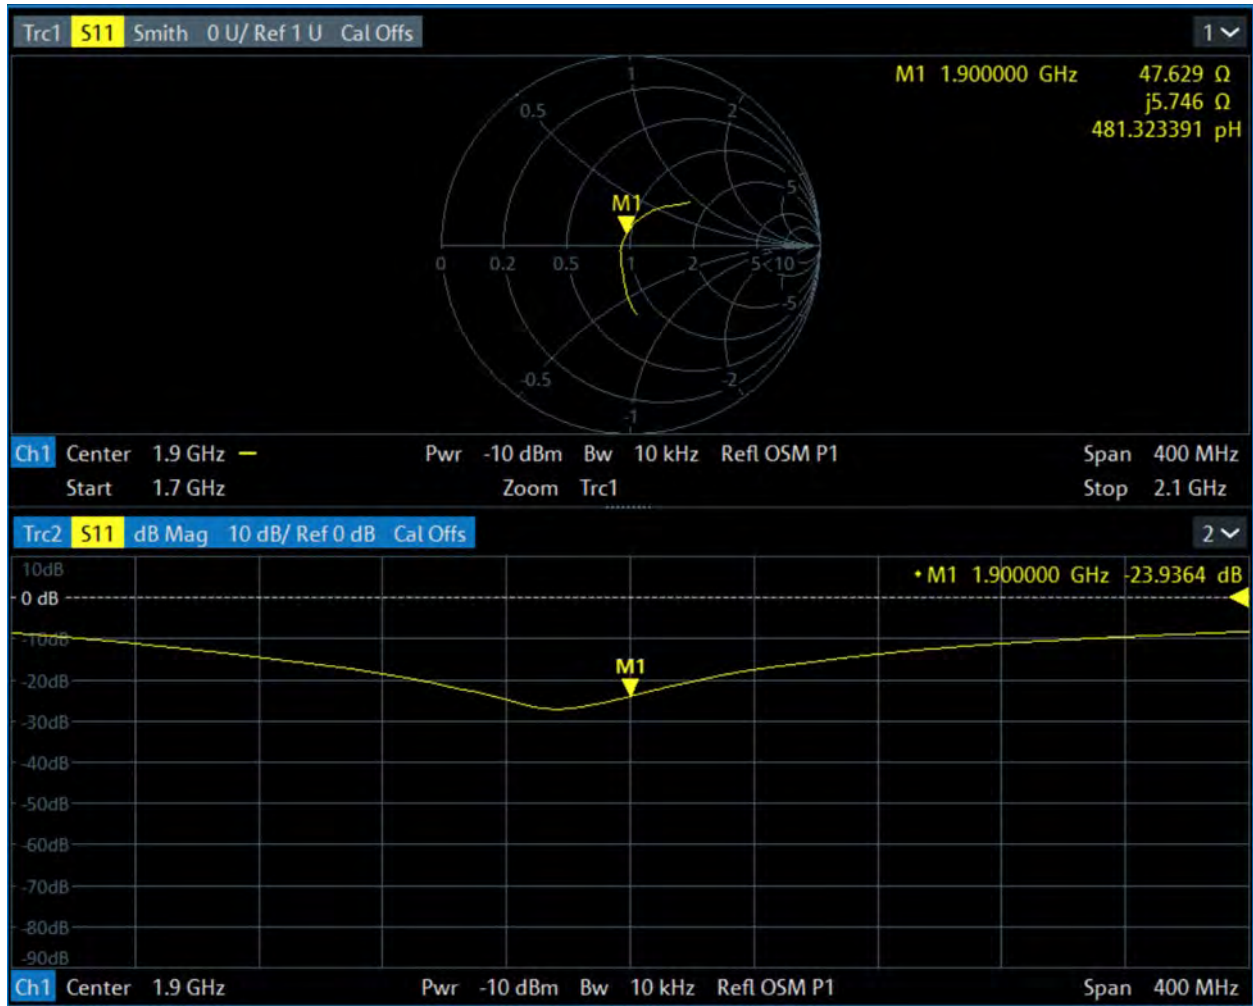 Trc1 S11 Smith 0 U/ Ref 1 U Cal Offs 1
M1 1.900000 GHz 47.629 Ω
j5.746 Ω
481.323391 pH
1
0.5 2
5
M1
0 0.2 0.5 1 2 5 10
-5
-0.5 -2
-1
Ch1 Center 1.9 GHz Pwr -10 dBm Bw 10 kHz Refl OSM P1 Span 400 MHz
Start 1.7 GHz Zoom Trc1 Stop 2.1 GHz
Trc2 S11 dB Mag 10 dB/ Ref 0 dB Cal Offs 2
10dB
M1 1.900000 GHz -23.9364 dB
0 dB
-10dB
M1
-20dB
-30dB
-40dB
-50dB
-60dB
-70dB
-80dB
-90dB
Ch1 Center 1.9 GHz Pwr -10 dBm Bw 10 kHz Refl OSM P1 Span 400 MHz